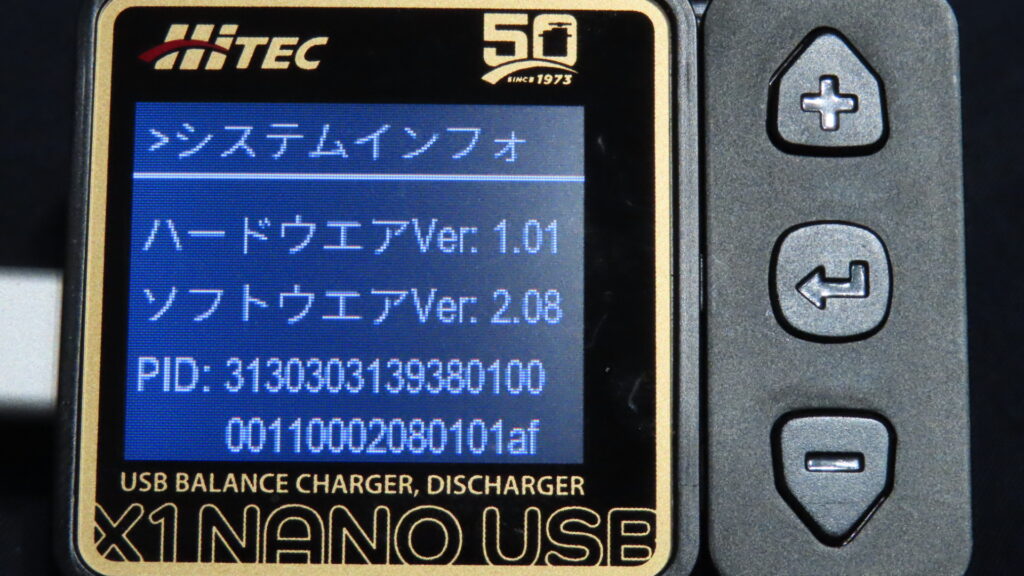 HiTEC
50
SINCE 1973
>システムインフォ
ハードウエアVer: 1.01
ソフトウエアVer: 2.08
PID: 3130303139380100
00110002080101af
USB BALANCE CHARGER, DISCHARGER
X1 NANO USB